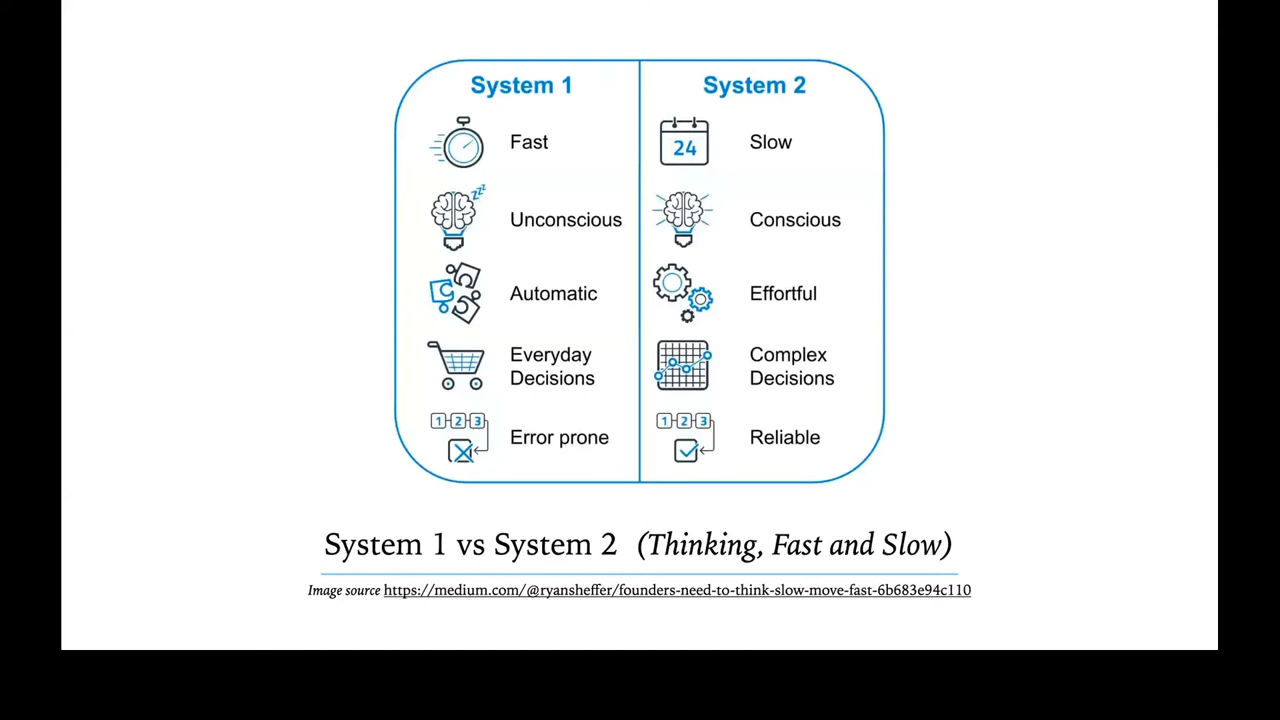 System 1
System 2
Fast
Slow
24
zzz
Unconscious
Conscious
Automatic
Effortful
Everyday
Decisions
Complex
Decisions
1 2 3
Error prone
1 2 3
Reliable
System 1 vs System 2 (Thinking, Fast and Slow)
Image source https://medium.com/@ryansheffer/founders-need-to-think-slow-move-fast-6b683e94c110